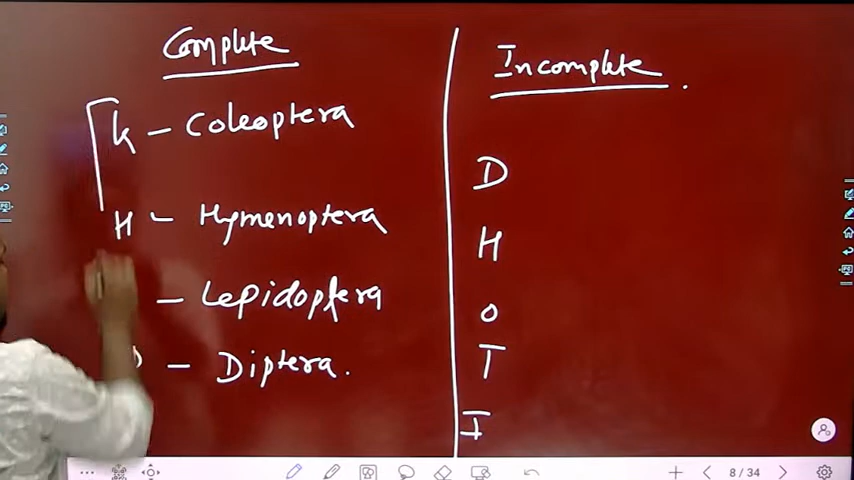 Complete
K - Coleoptera
H - Hymenoptera
- Lepidoptera
D - Diptera.
Incomplete.
D
H
O
T
I
8 / 34